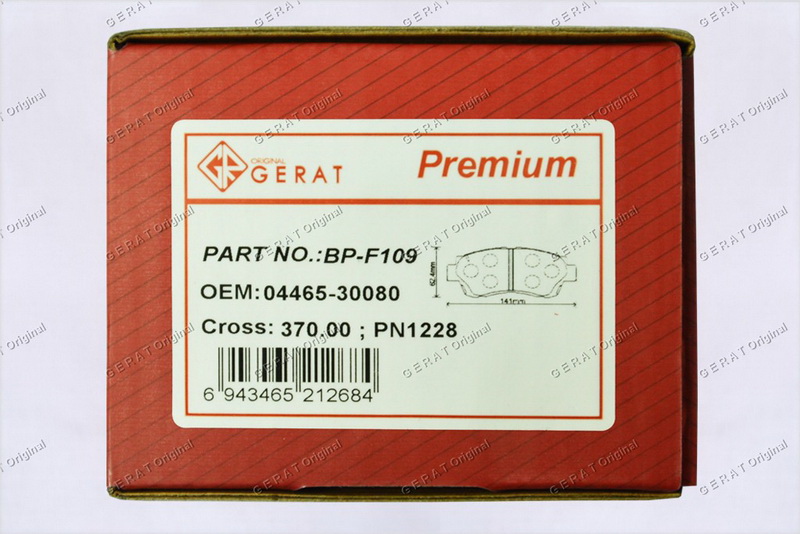 ORIGINAL
GERAT
Premium
PART NO.:BP-F109
62.4mm
141mm
OEM:04465-30080
Cross: 370.00 ; PN1228
6 943465 212684
GERAT Original